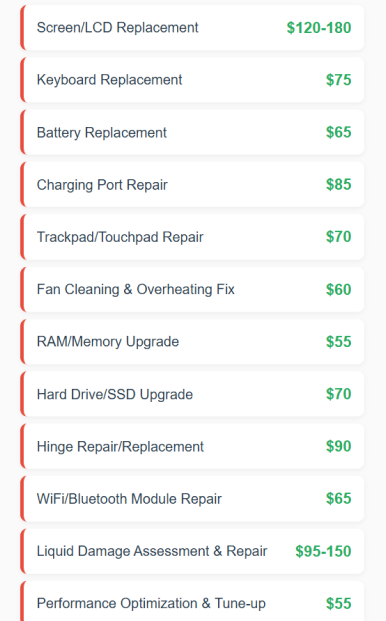 Screen/LCD Replacement $120-180
Keyboard Replacement $75
Battery Replacement $65
Charging Port Repair $85
Trackpad/Touchpad Repair $70
Fan Cleaning & Overheating Fix $60
RAM/Memory Upgrade $55
Hard Drive/SSD Upgrade $70
Hinge Repair/Replacement $90
WiFi/Bluetooth Module Repair $65
Liquid Damage Assessment & Repair $95-150
Performance Optimization & Tune-up $55